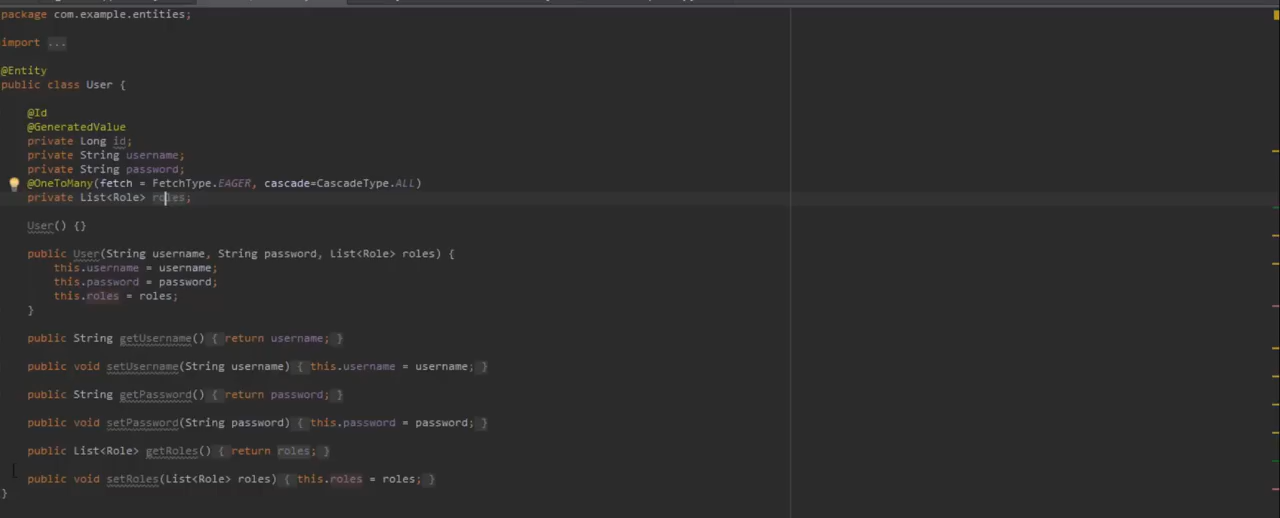 package com.example.entities;
import ...
@Entity
public class User {
@Id
@GeneratedValue
private Long id;
private String username;
private String password;
@OneToMany(fetch = FetchType.EAGER, cascade=CascadeType.ALL)
private List<Role> roles;
User() {}
public User(String username, String password, List<Role> roles) {
this.username = username;
this.password = password;
this.roles = roles;
}
public String getUsername() { return username; }
public void setUsername(String username) { this.username = username; }
public String getPassword() { return password; }
public void setPassword(String password) { this.password = password; }
public List<Role> getRoles() { return roles; }
public void setRoles(List<Role> roles) { this.roles = roles; }
}